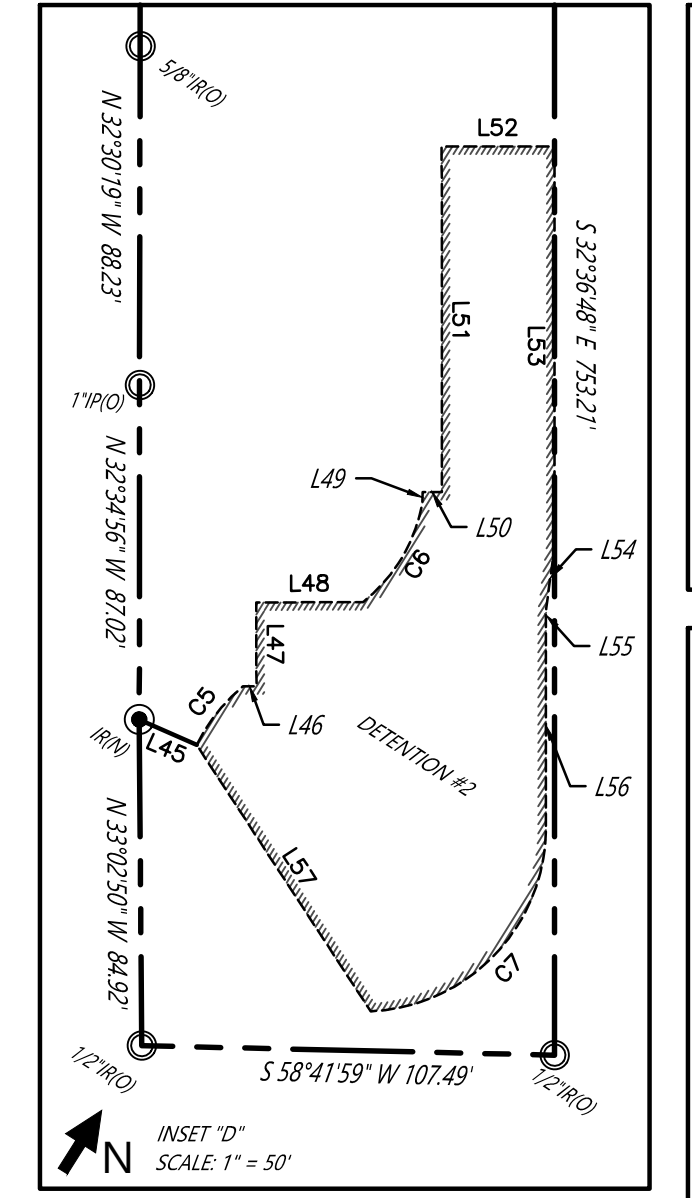 5/8"IR(O)
L52
N 32°30'19" W 88.23'
S 32°36'48" E 753.21'
L51
L53
1"IP(O)
N 32°34'56" W 87.02'
L49
L50
C6
L54
L48
L47
L55
C5
L46
IR(N)
L45
DETENTION #2
L56
N 33°02'50" W 84.92'
L57
C7
1/2"IR(O)
S 58°41'59" W 107.49'
1/2"IR(O)
N
INSET "D"
SCALE: 1" = 50'